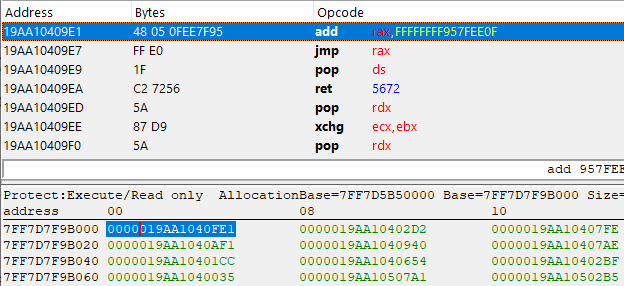 Address Bytes Opcode
19AA10409E1 48 05 0FEE7F95 add rax,FFFFFFFF957FEE0F
19AA10409E7 FF E0 jmp rax
19AA10409E9 1F pop ds
19AA10409EA C2 7256 ret 5672
19AA10409ED 5A pop rdx
19AA10409EE 87 D9 xchg ecx,ebx
19AA10409F0 5A pop rdx
add 957FEE
Protect:Execute/Read only AllocationBase=7FF7D5B50000 Base=7FF7D7F9B000 Size=
address 00 08 10
7FF7D7F9B000 0000019AA1040FE1 0000019AA10402D2 0000019AA10407FE
7FF7D7F9B020 0000019AA1040AF1 0000019AA1040940 0000019AA10407AE
7FF7D7F9B040 0000019AA10401CC 0000019AA1040654 0000019AA10402BF
7FF7D7F9B060 0000019AA1040035 0000019AA10507A1 0000019AA10502B5